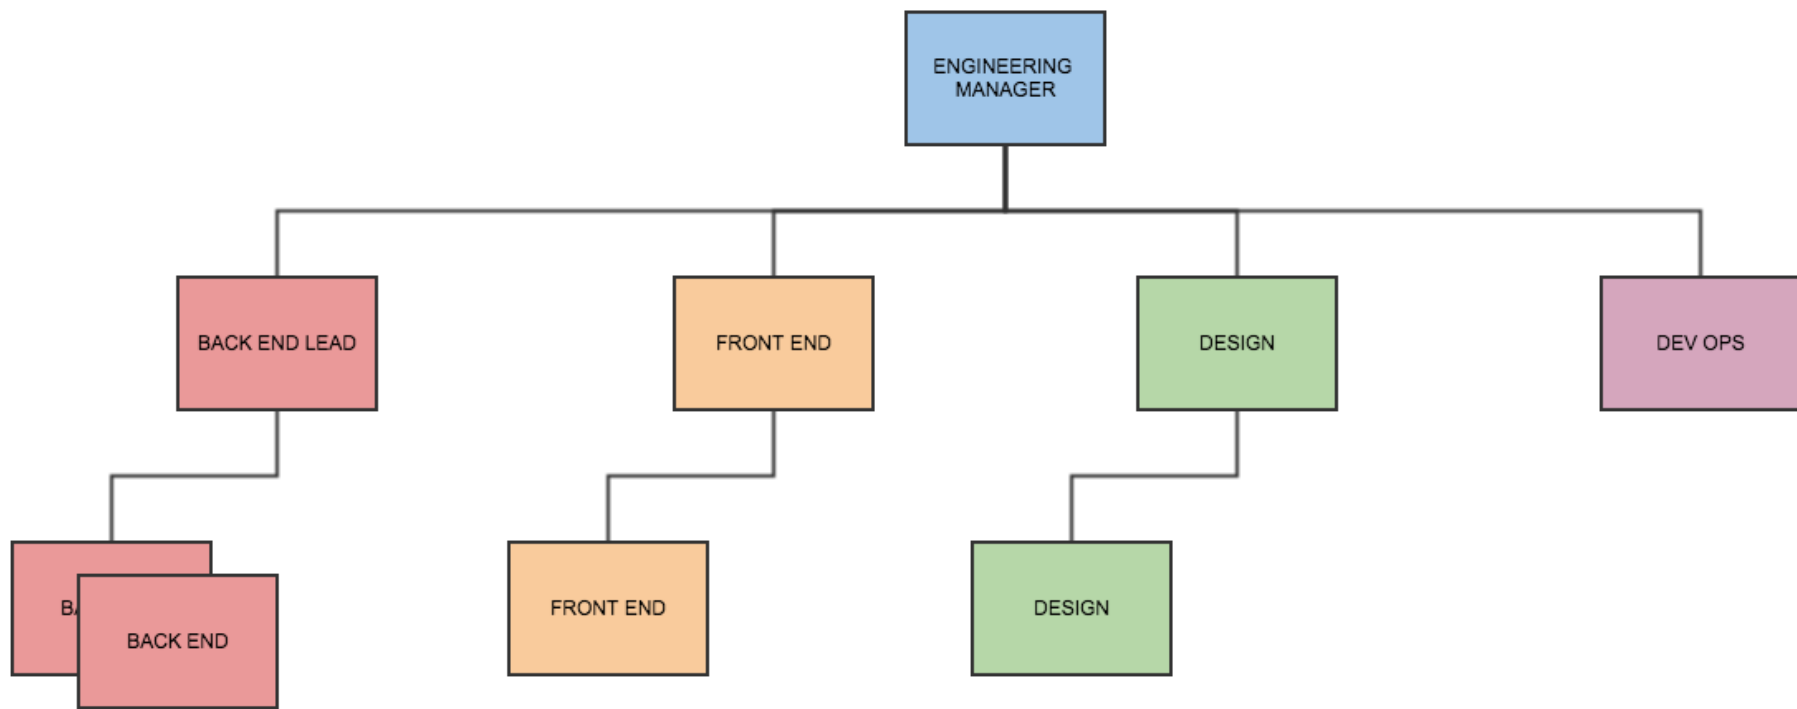 ENGINEERING
MANAGER
BACK END LEAD
FRONT END
DESIGN
DEV OPS
BACK END
FRONT END
DESIGN